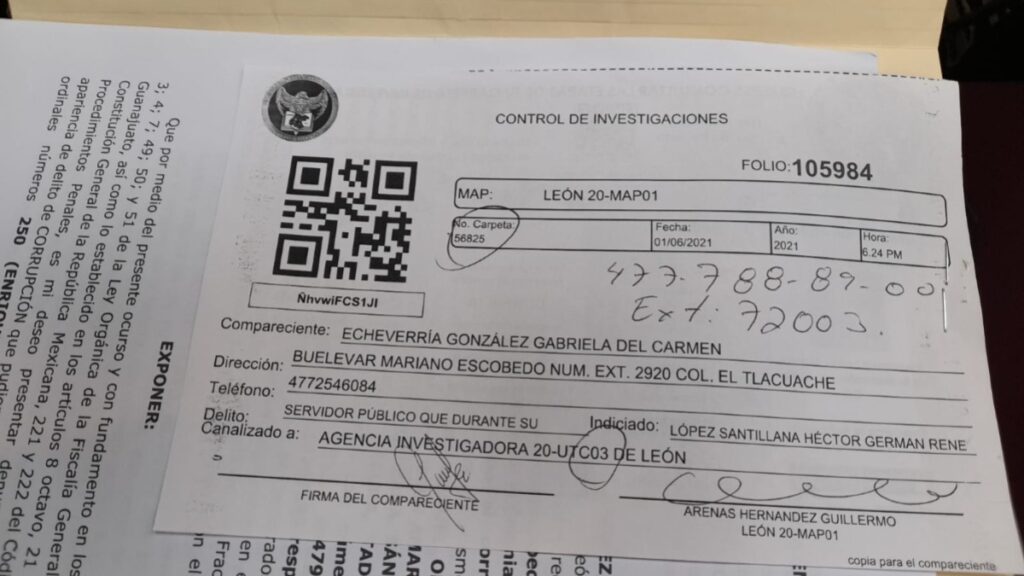 CONTROL DE INVESTIGACIONES
FOLIO:105984
MAP: LEÓN 20-MAP01
No. Carpeta: 56825
Fecha: 01/06/2021
Año: 2021
Hora: 6.24 PM
477-788-89-00
Ext: 72003.
ÑhvwiFCS1JI
Compareciente: ECHEVERRÍA GONZÁLEZ GABRIELA DEL CARMEN
Dirección: BUELEVAR MARIANO ESCOBEDO NUM. EXT. 2920 COL. EL TLACUACHE
Teléfono: 4772546084
Delito: SERVIDOR PÚBLICO QUE DURANTE SU Indiciado: LÓPEZ SANTILLANA HÉCTOR GERMAN RENE
Canalizado a: AGENCIA INVESTIGADORA 20-UTC03 DE LEÓN
FIRMA DEL COMPARECIENTE
ARENAS HERNANDEZ GUILLERMO
LEÓN 20-MAP01
copia para el compareciente
EXPONER:
Que por medio del presente ocurso y con fundamento en los
3; 4; 7; 49; 50; y 51 de la Ley Orgánica de la Fiscalía General
Guanajuato, así como lo establecido en los artículos 8 octavo, 21
Constitución General de la República Mexicana, 221 y 222 del Códi
Procedimientos Penales, es mi deseo presentar denu
apariencia de delito de CORRUPCIÓN que pudieran
ordinales números 250 (ENRI